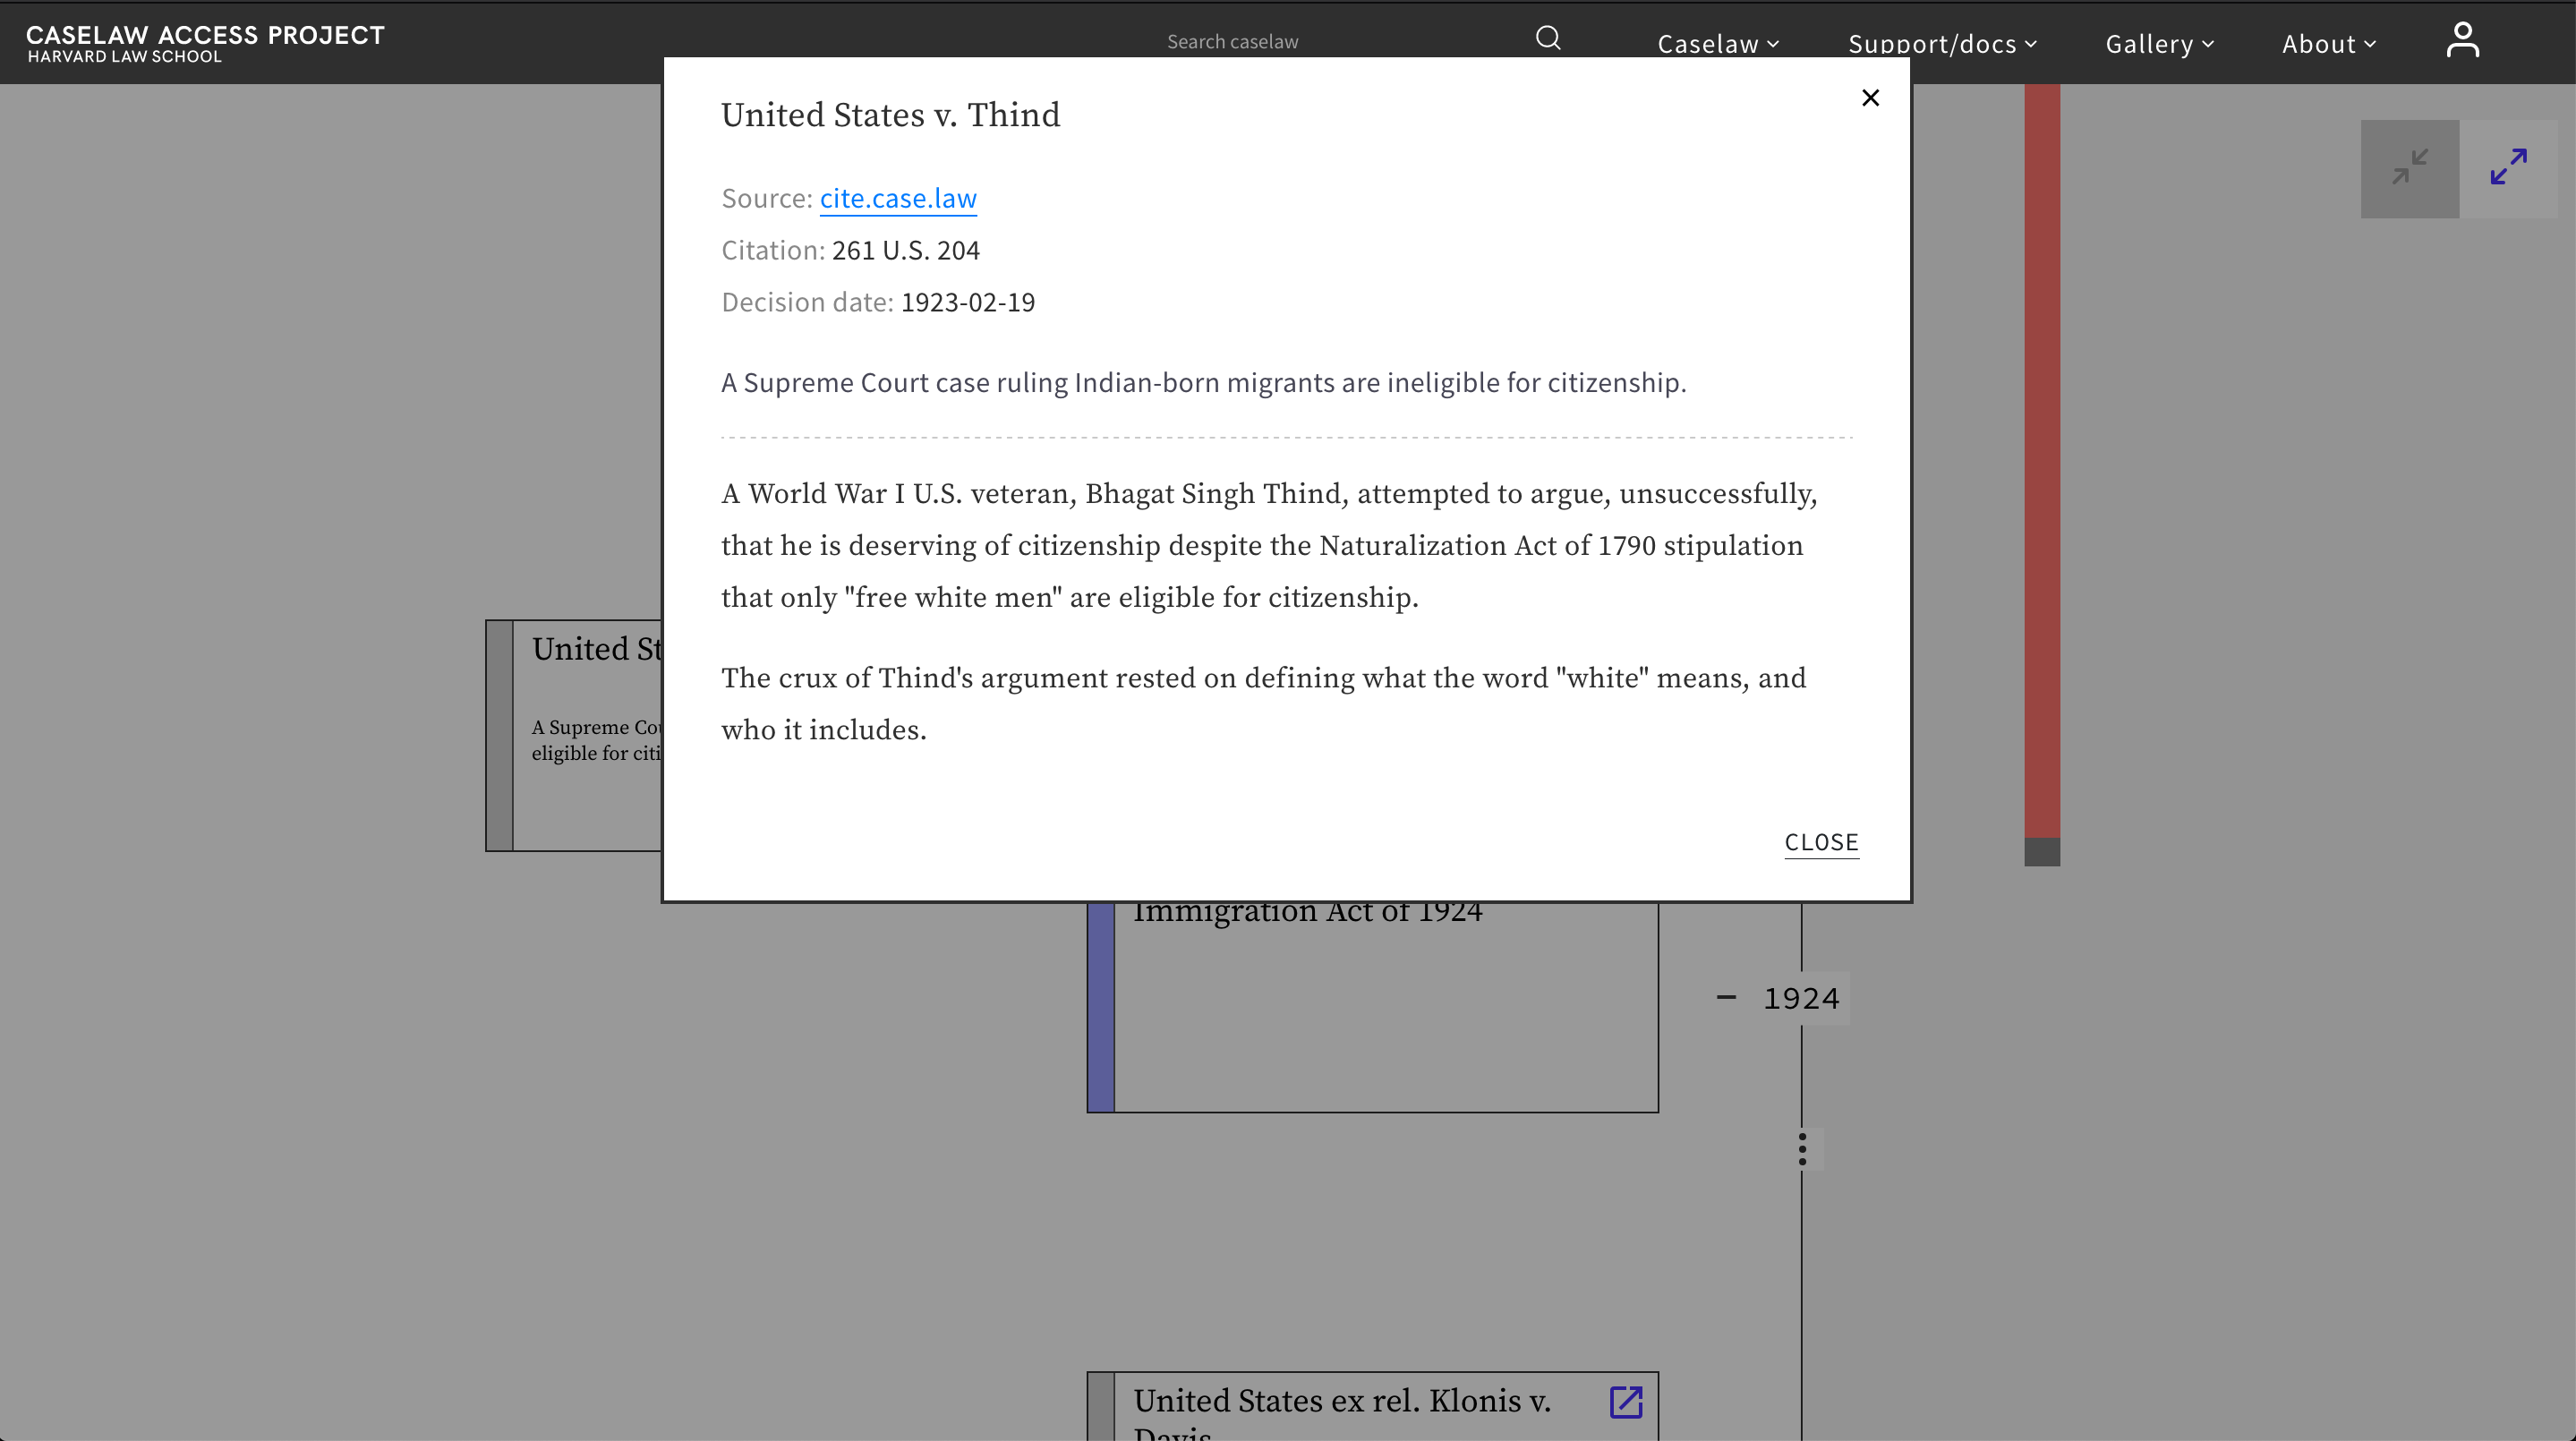 CASELAW ACCESS PROJECT
HARVARD LAW SCHOOL
Search caselaw
Caselaw
Support/docs
Gallery
About
United States v. Thind
Source: cite.case.law
Citation: 261 U.S. 204
Decision date: 1923-02-19
A Supreme Court case ruling Indian-born migrants are ineligible for citizenship.
A World War I U.S. veteran, Bhagat Singh Thind, attempted to argue, unsuccessfully,
that he is deserving of citizenship despite the Naturalization Act of 1790 stipulation
that only "free white men" are eligible for citizenship.
The crux of Thind's argument rested on defining what the word "white" means, and
who it includes.
CLOSE
United St
A Supreme Cou
eligible for citi
Immigration Act of 1924
1924
United States ex rel. Klonis v.
Davis